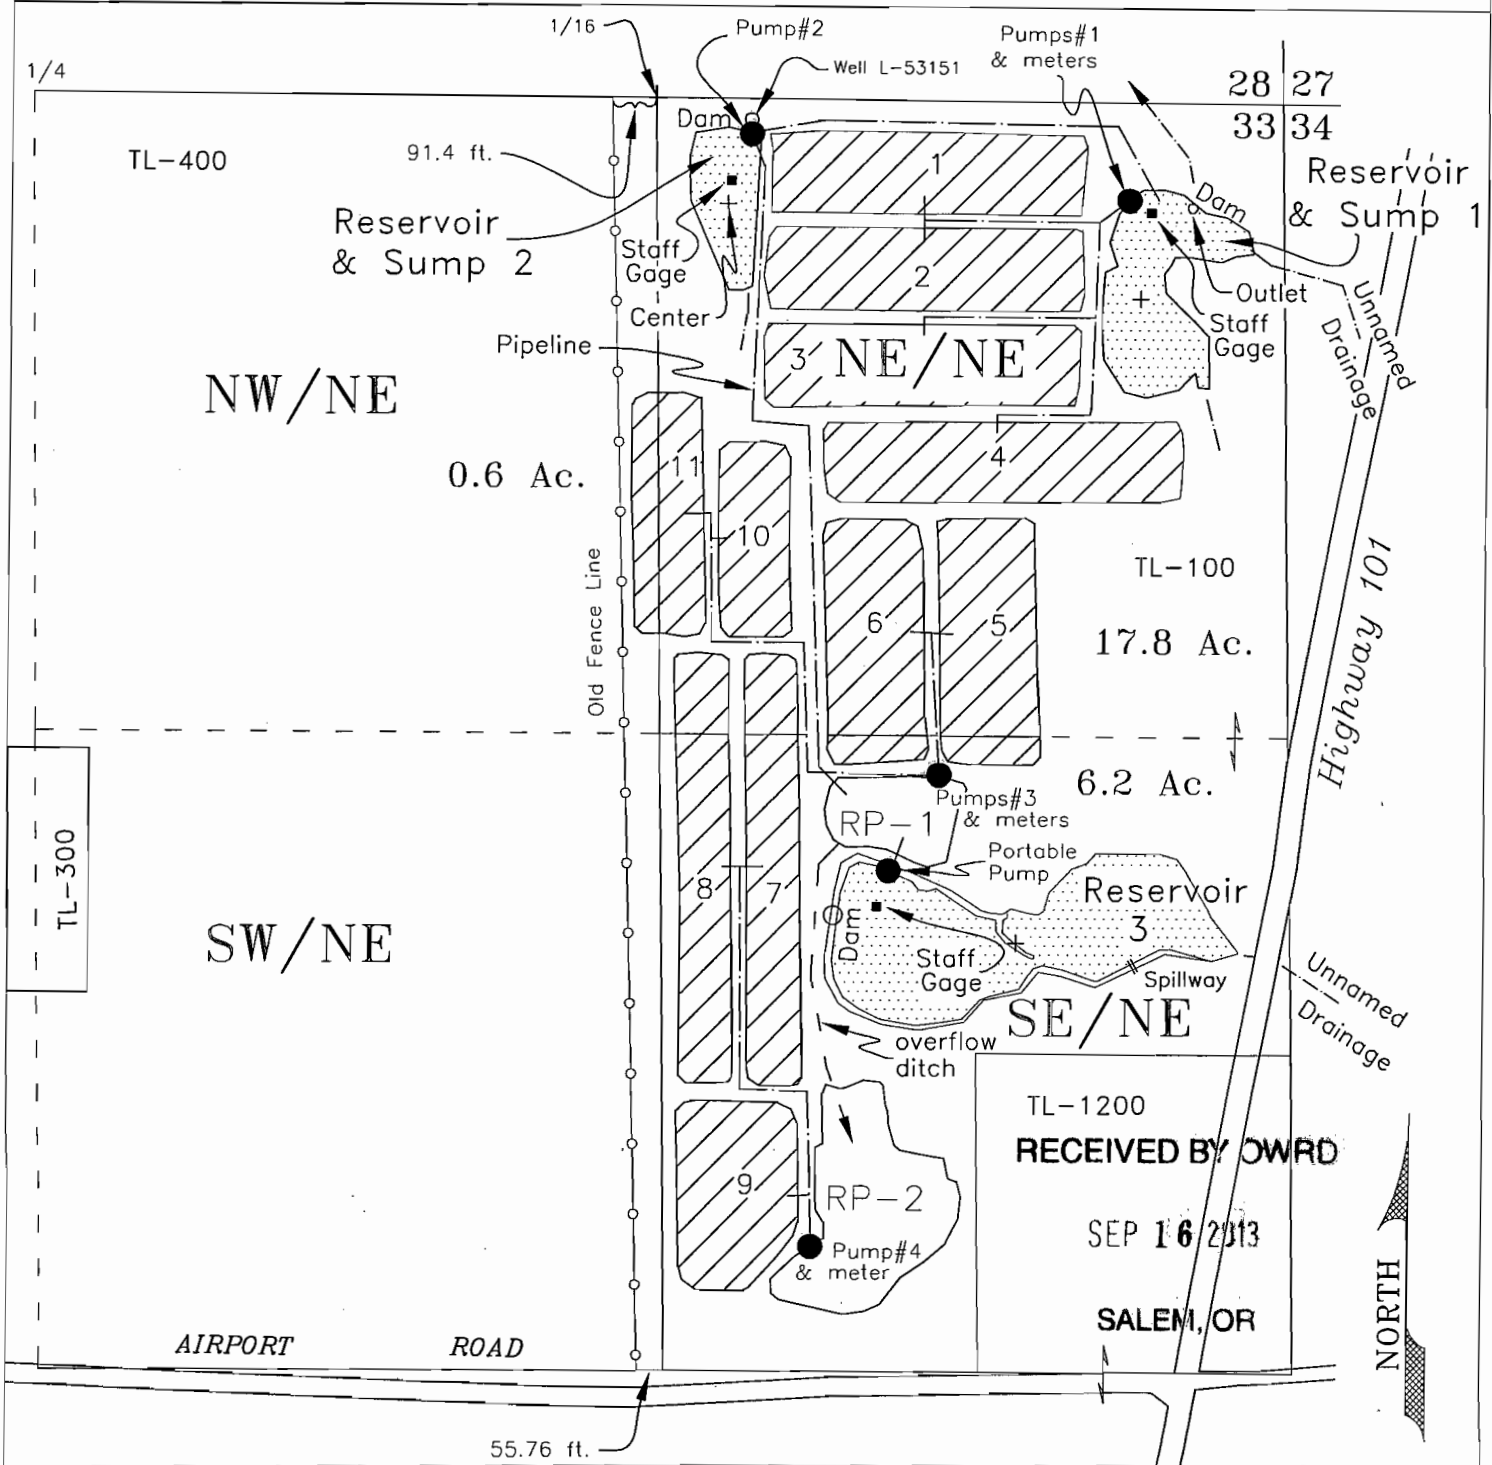 1/16
Pump#2
Pumps#1
& meters
Well L-53151
1/4
28 27
33 34
Dam
TL-400
91.4 ft.
1
Reservoir
& Sump 1
Dam
Reservoir
& Sump 2
Staff
Gage
2
Outlet
Center
Staff
Gage
Unnamed
Drainage
Pipeline
3
NE/NE
NW/NE
0.6 Ac.
11
4
10
Old Fence Line
TL-100
6
5
17.8 Ac.
Highway 101
6.2 Ac.
Pumps#3
& meters
RP-1
Portable
Pump
TL-300
8
7
Reservoir
3
Dam
SW/NE
Staff
Gage
Spillway
Unnamed
Drainage
SE/NE
overflow
ditch
TL-1200
RECEIVED BY OWRD
9
RP-2
SEP 16 2013
Pump#4
& meter
SALEM, OR
NORTH
AIRPORT ROAD
55.76 ft.